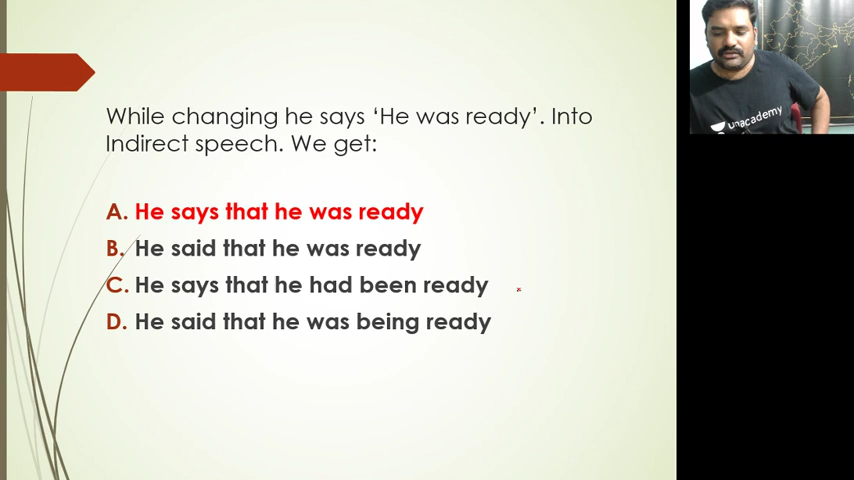 While changing he says ‘He was ready’. Into
Indirect speech. We get:
A. He says that he was ready
B. He said that he was ready
C. He says that he had been ready
D. He said that he was being ready
unacademy